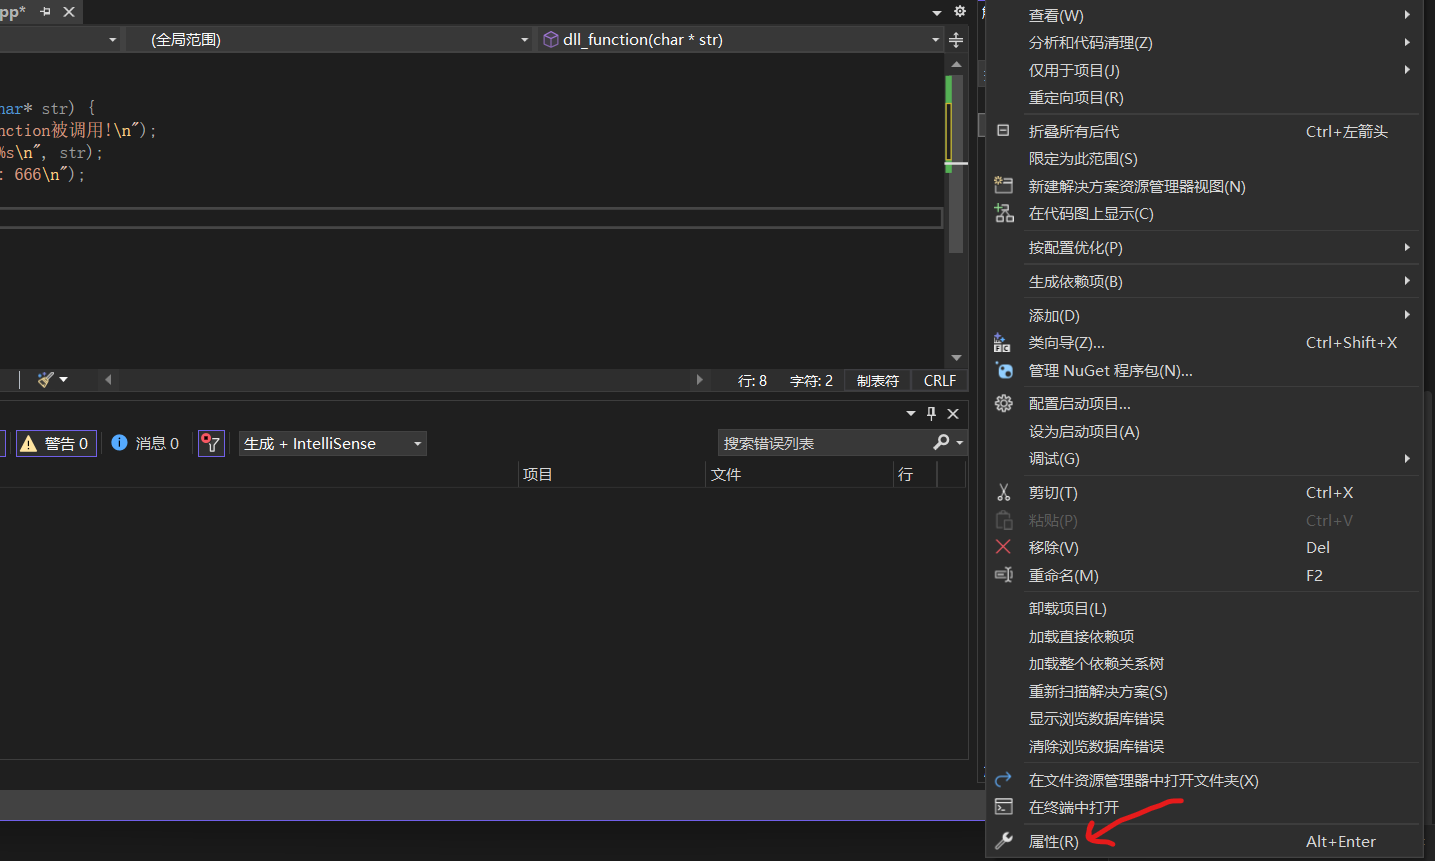 pp*
(全局范围)
dll_function(char * str)
har* str) {
nction被调用!\n");
%s\n", str);
: 666\n");
行: 8 字符: 2 制表符 CRLF
警告 0 消息 0 生成 + IntelliSense 搜索错误列表
项目 文件 行
查看(W)
分析和代码清理(Z)
仅用于项目(J)
重定向项目(R)
折叠所有后代 Ctrl+左箭头
限定为此范围(S)
新建解决方案资源管理器视图(N)
在代码图上显示(C)
按配置优化(P)
生成依赖项(B)
添加(D)
类向导(Z)... Ctrl+Shift+X
管理 NuGet 程序包(N)...
配置启动项目...
设为启动项目(A)
调试(G)
剪切(T) Ctrl+X
粘贴(P) Ctrl+V
移除(V) Del
重命名(M) F2
卸载项目(L)
加载直接依赖项
加载整个依赖关系树
重新扫描解决方案(S)
显示浏览数据库错误
清除浏览数据库错误
在文件资源管理器中打开文件夹(X)
在终端中打开
属性(R) Alt+Enter